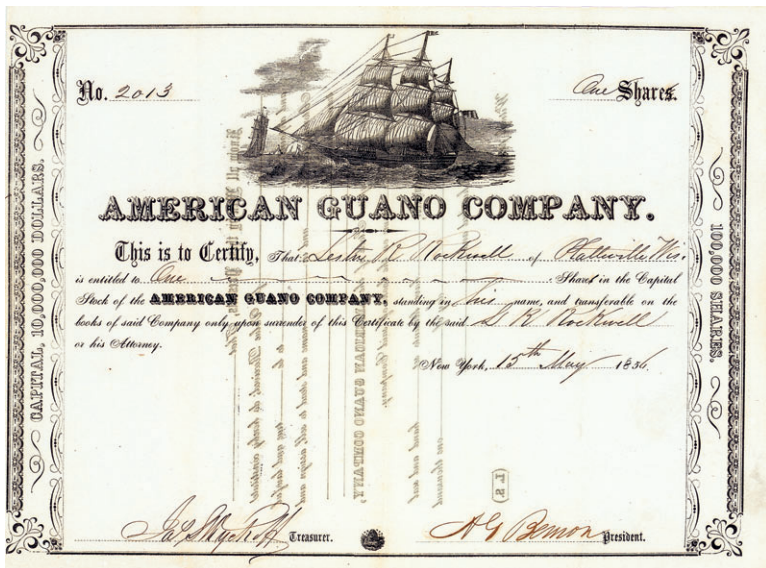 No. 2013
One Shares.
AMERICAN GUANO COMPANY.
This is to Certify, That Lester R Rockwell of Platteville Wis.
is entitled to One Shares in the Capital
Stock of the AMERICAN GUANO COMPANY, standing in his name, and transferable on the
books of said Company only upon surrender of this Certificate by the said L R Rockwell
or his Attorney.
New York, 15th May 1856
Treasurer.
A G Benson President.
CAPITAL, 10,000,000 DOLLARS.
100,000 SHARES.